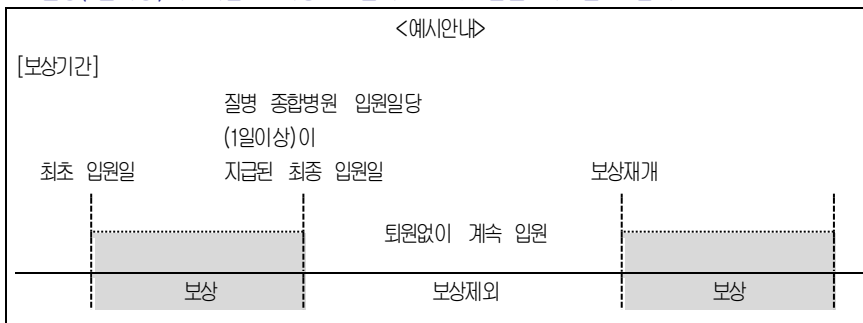 <예시안내>
[보상기간]
질병 종합병원 입원일당
(1일이상)이
최초 입원일 지급된 최종 입원일 보상재개
퇴원없이 계속 입원
보상 보상제외 보상